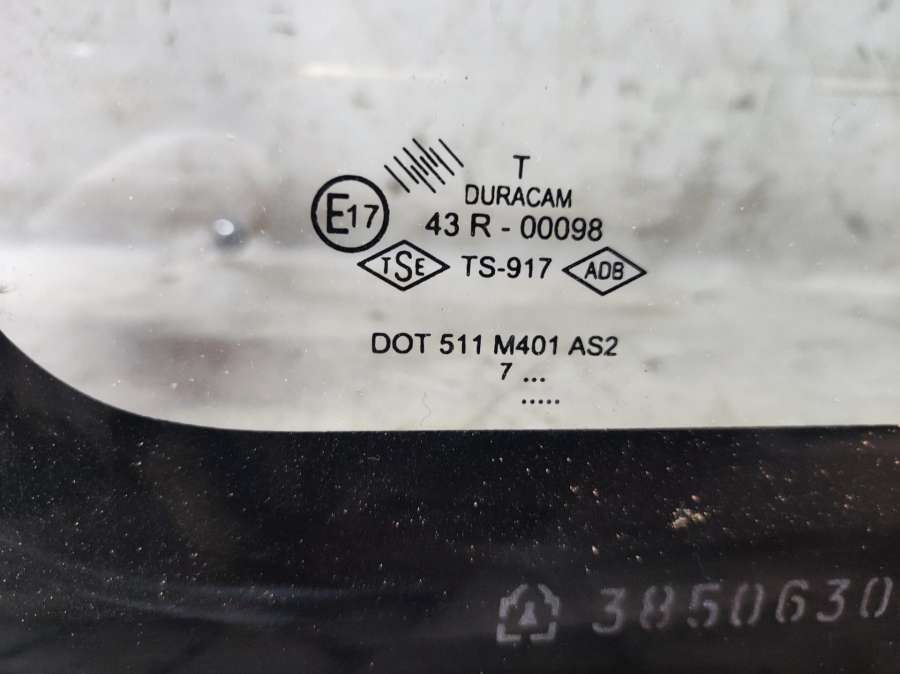 T
DURACAM
E17 43 R - 00098
TSE TS-917 ADB
DOT 511 M401 AS2
7 ...
.....
3850630